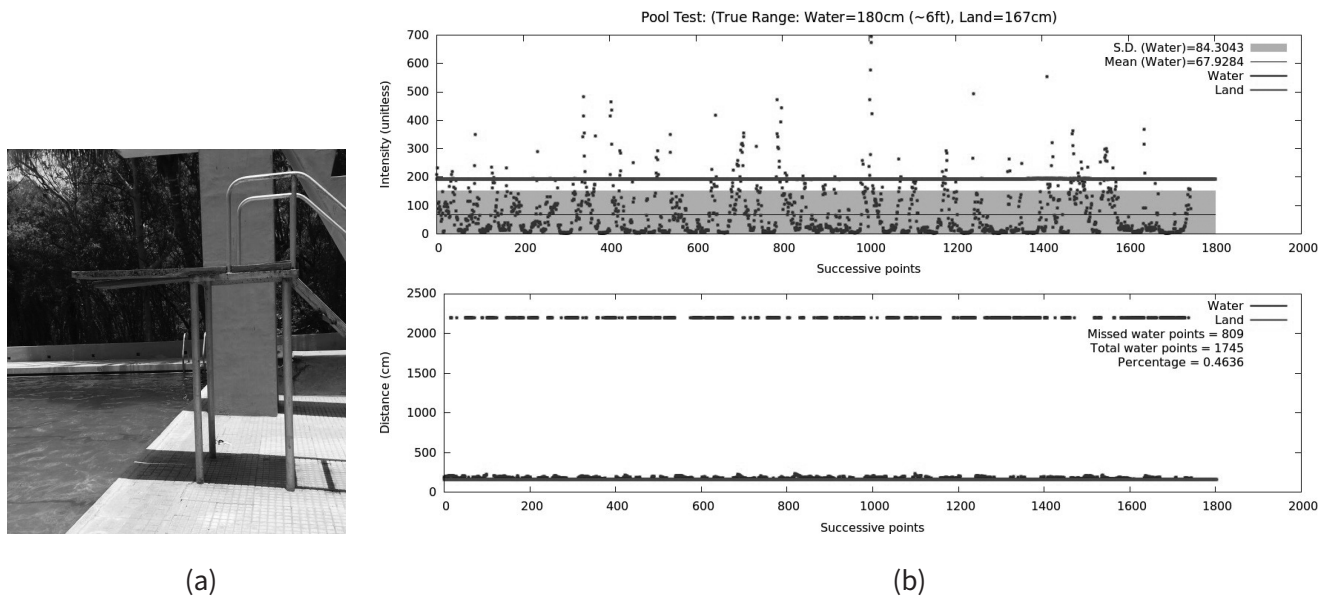 Pool Test: (True Range: Water=180cm (~6ft), Land=167cm)
700
600
500
400
300
200
100
0
Intensity (unitless)
S.D. (Water)=84.3043
Mean (Water)=67.9284
Water
Land
0 200 400 600 800 1000 1200 1400 1600 1800 2000
Successive points
2500
2000
1500
1000
500
0
Distance (cm)
Water
Land
Missed water points = 809
Total water points = 1745
Percentage = 0.4636
0 200 400 600 800 1000 1200 1400 1600 1800 2000
Successive points
(a) (b)